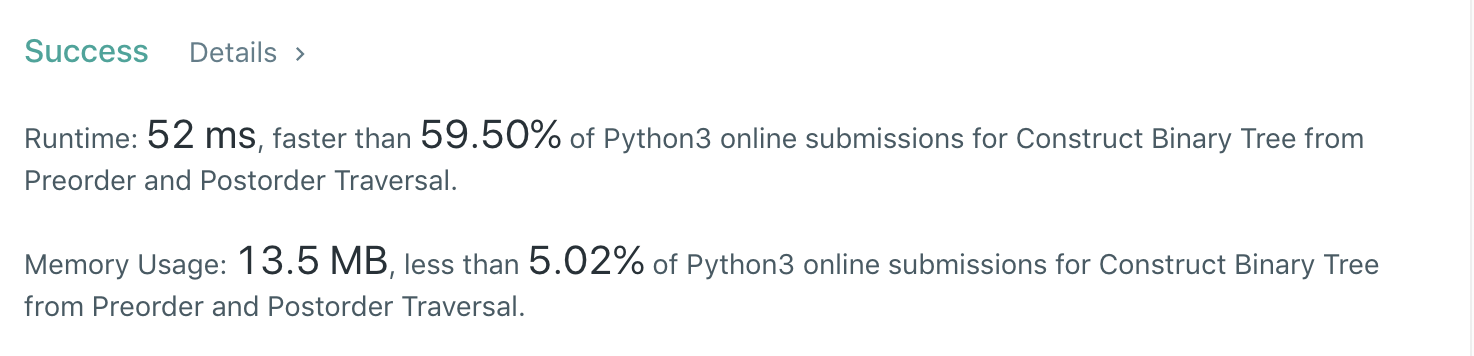 Success Details >
Runtime: 52 ms, faster than 59.50% of Python3 online submissions for Construct Binary Tree from
Preorder and Postorder Traversal.
Memory Usage: 13.5 MB, less than 5.02% of Python3 online submissions for Construct Binary Tree
from Preorder and Postorder Traversal.